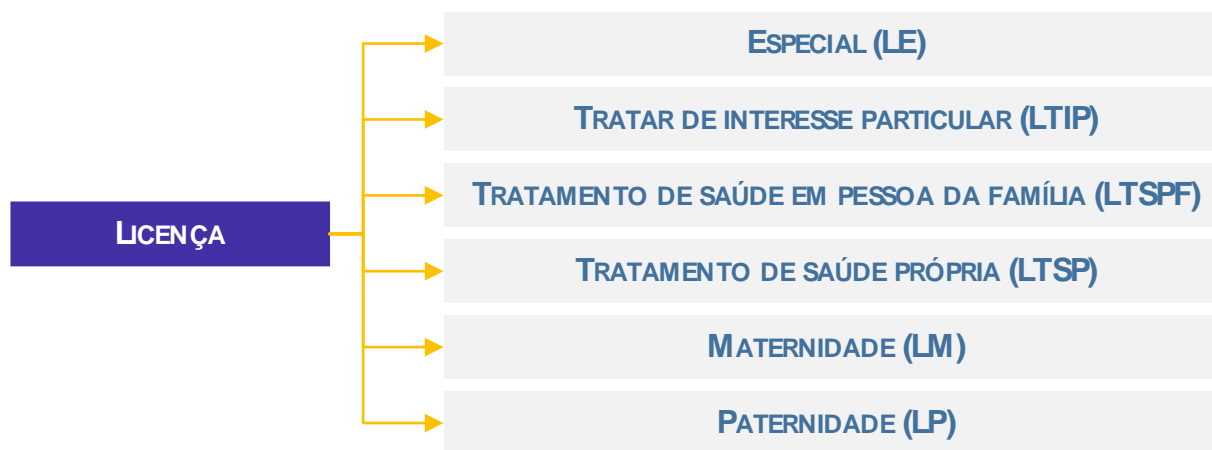 ESPECIAL (LE)
TRATAR DE INTERESSE PARTICULAR (LTIP)
TRATAMENTO DE SAÚDE EM PESSOA DA FAMÍLIA (LTSPF)
LICENÇA
TRATAMENTO DE SAÚDE PRÓPRIA (LTSP)
MATERNIDADE (LM)
PATERNIDADE (LP)